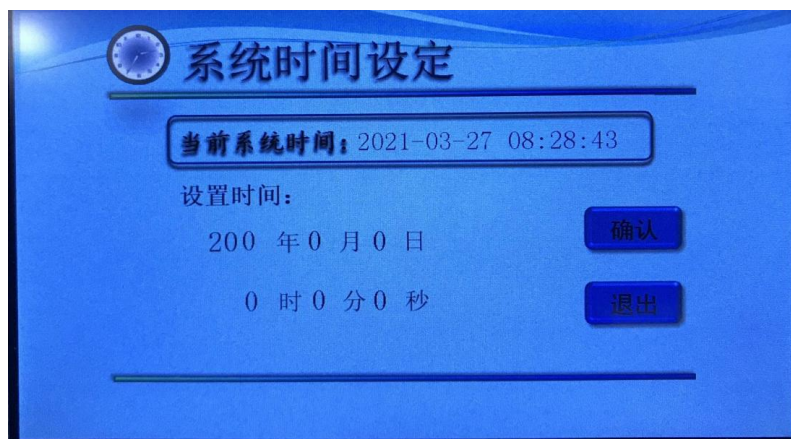 系统时间设定
当前系统时间：2021-03-27 08:28:43
设置时间：
200 年 0 月 0 日
确认
0 时 0 分 0 秒
退出